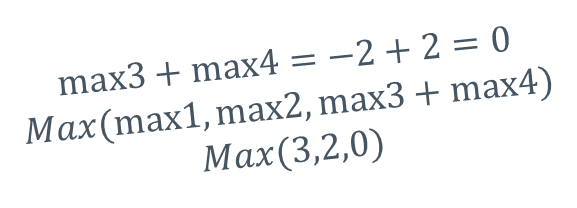 max3 + max4 = −2 + 2 = 0
Max(max1, max2, max3 + max4)
Max(3,2,0)